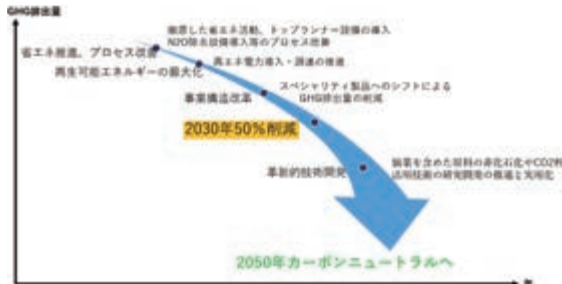 GHG排出量
徹底した省エネ活動、トップランナー設備の導入
N2O除去設備導入等のプロセス改善
省エネ推進、プロセス改善
再エネ電力導入・調達の推進
再生可能エネルギーの最大化
スペシャリティ製品へのシフトによる
GHG排出量の削減
事業構造改革
2030年50%削減
革新的技術開発
触媒を含めた原料の非化石化やCO2利
活用技術の研究開発の推進と実用化
2050年カーボンニュートラルへ
年